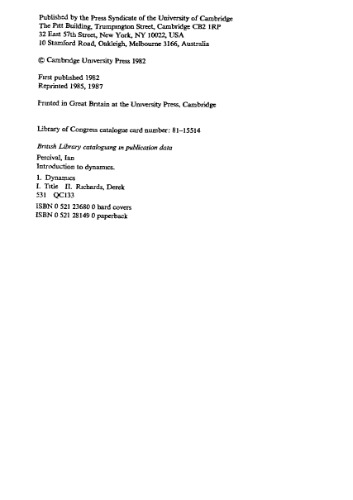 Published by the Press Syndicate of the University of Cambridge
The Pitt Building, Trumpington Street, Cambridge CB2 1RP
32 East 57th Street, New York, NY 10022, USA
10 Stamford Road, Oakleigh, Melbourne 3166, Australia
© Cambridge University Press 1982
First published 1982
Reprinted 1985, 1987
Printed in Great Britain at the University Press, Cambridge
Library of Congress catalogue card number: 81-15514
British Library cataloguing in publication data
Percival, Ian
Introduction to dynamics.
1. Dynamics
I. Title II. Richards, Derek
531 QC133
ISBN 0 521 23680 0 hard covers
ISBN 0 521 28149 0 paperback